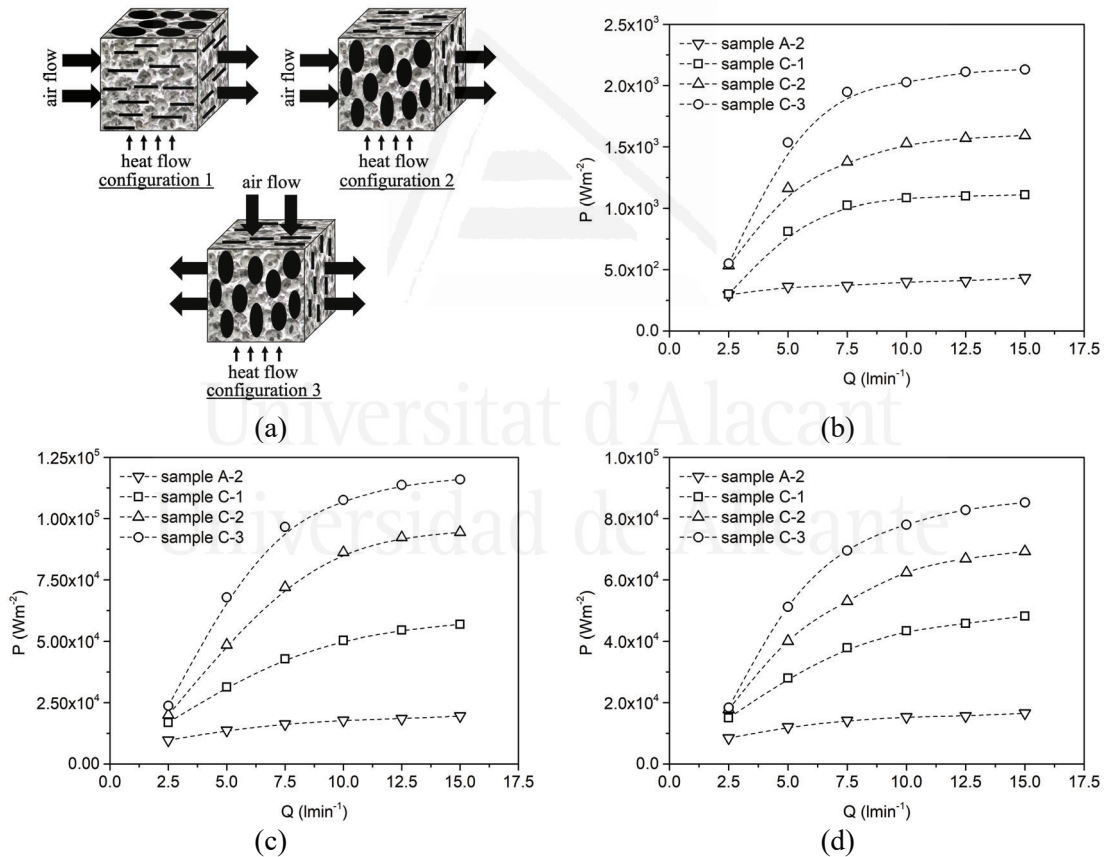 air flow
heat flow
configuration 1
air flow
heat flow
configuration 2
air flow
heat flow
configuration 3
(a)
sample A-2
sample C-1
sample C-2
sample C-3
2.5x10³
2.0x10³
1.5x10³
1.0x10³
5.0x10²
0.0
P (Wm⁻²)
0.0 2.5 5.0 7.5 10.0 12.5 15.0 17.5
Q (lmin⁻¹)
(b)
Universitat d'Alacant
Universidad de Alicante
sample A-2
sample C-1
sample C-2
sample C-3
1.25x10⁵
1.00x10⁵
7.50x10⁴
5.00x10⁴
2.50x10⁴
0.00
P (Wm⁻²)
0.0 2.5 5.0 7.5 10.0 12.5 15.0 17.5
Q (lmin⁻¹)
(c)
sample A-2
sample C-1
sample C-2
sample C-3
1.0x10⁵
8.0x10⁴
6.0x10⁴
4.0x10⁴
2.0x10⁴
0.0
P (Wm⁻²)
0.0 2.5 5.0 7.5 10.0 12.5 15.0 17.5
Q (lmin⁻¹)
(d)